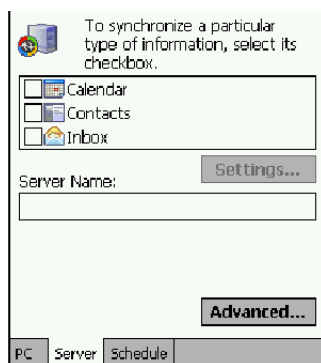 To synchronize a particular
type of information, select its
checkbox.
Calendar
Contacts
Inbox
Settings...
Server Name:
Advanced...
PC Server Schedule